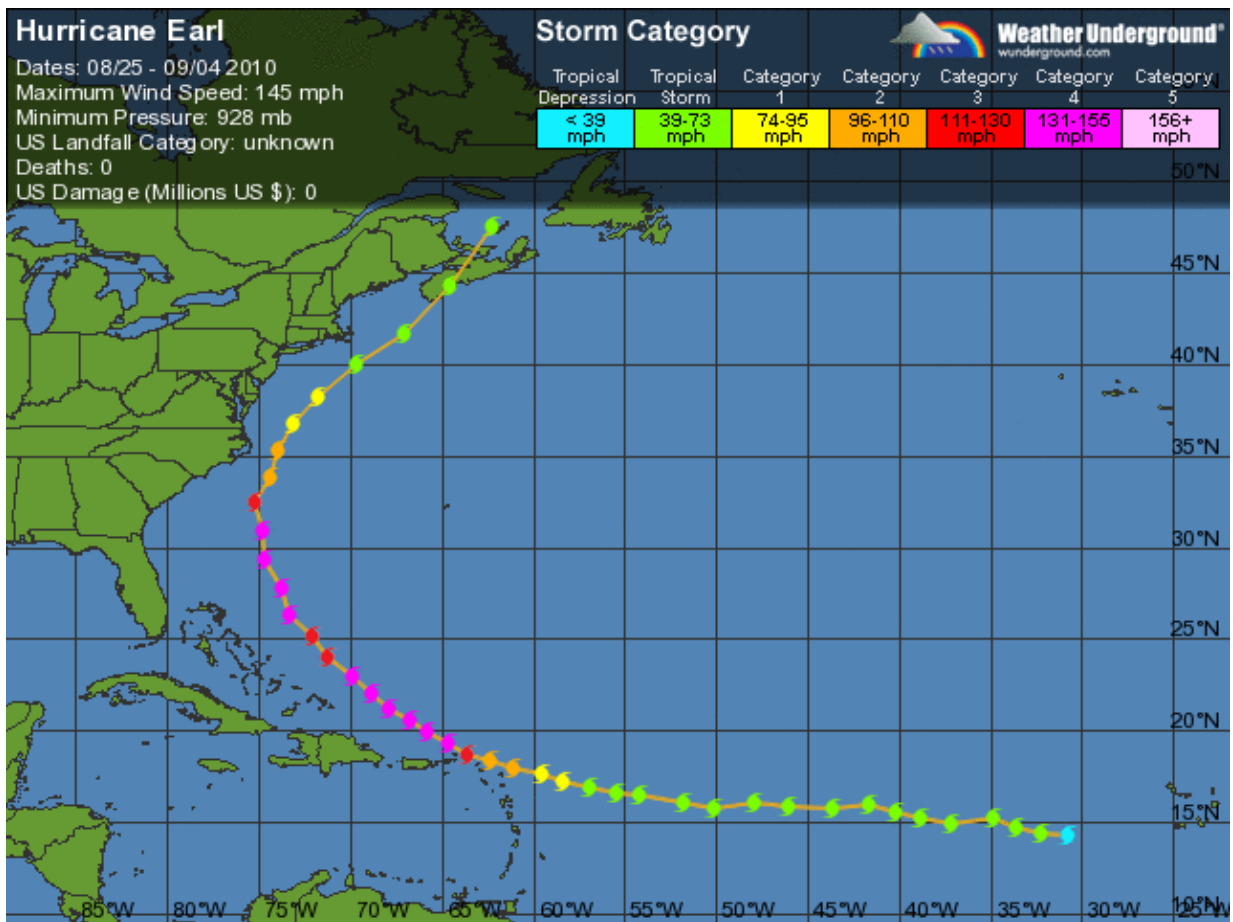 Hurricane Earl
Dates: 08/25 - 09/04 2010
Maximum Wind Speed: 145 mph
Minimum Pressure: 928 mb
US Landfall Category: unknown
Deaths: 0
US Damage (Millions US $): 0
Storm Category
Weather Underground®
wunderground.com
Tropical Depression
Tropical Storm
Category 1
Category 2
Category 3
Category 4
Category 5
< 39 mph
39-73 mph
74-95 mph
96-110 mph
111-130 mph
131-155 mph
156+ mph
50°N
45°N
40°N
35°N
30°N
25°N
20°N
15°N
10°N
85°W 80°W 75°W 70°W 65°W 60°W 55°W 50°W 45°W 40°W 35°W 30°W 25°W